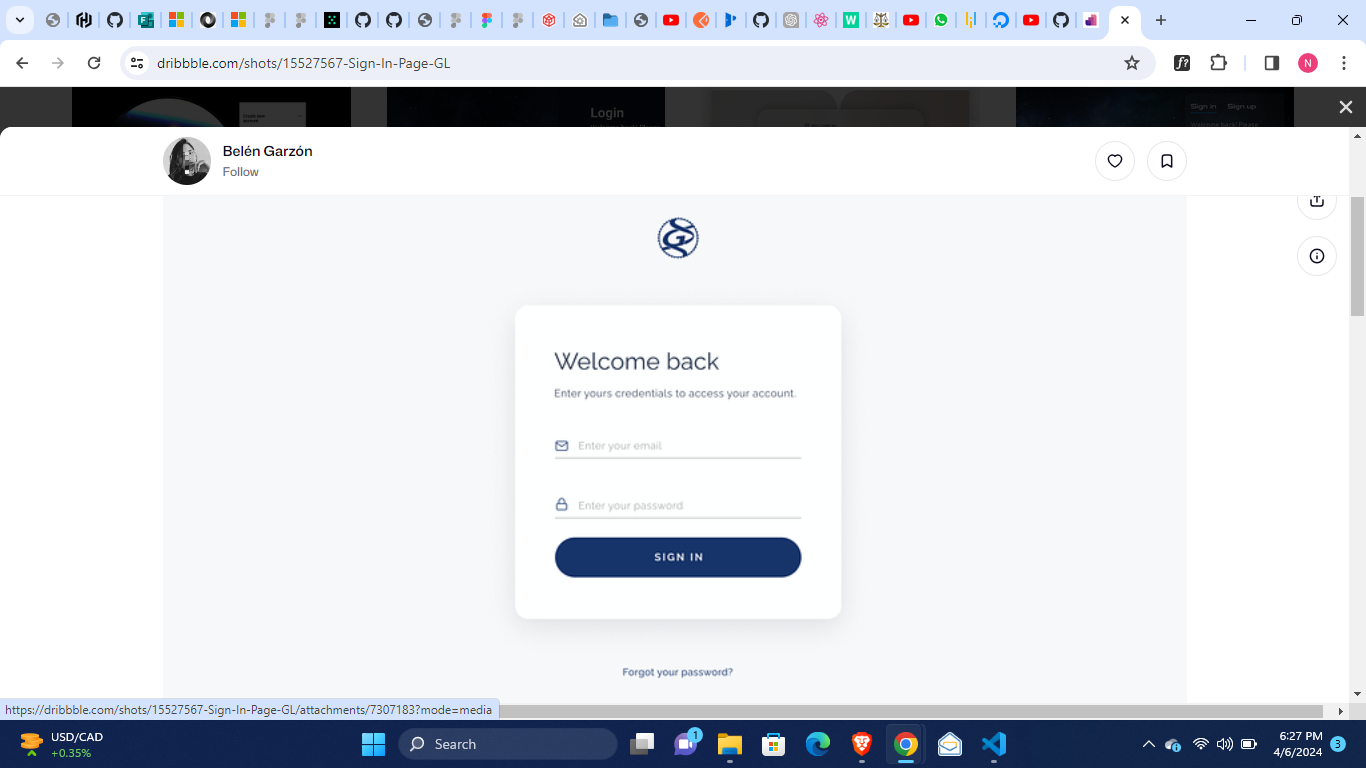 dribbble.com/shots/15527567-Sign-In-Page-GL
N
Login
Sign in Sign up
Belén Garzón
Follow
Welcome back
Enter yours credentials to access your account.
Enter your email
Enter your password
SIGN IN
Forgot your password?
https://dribbble.com/shots/15527567-Sign-In-Page-GL/attachments/7307183?mode=media
USD/CAD
+0.35%
Search
1
6:27 PM
4/6/2024
3